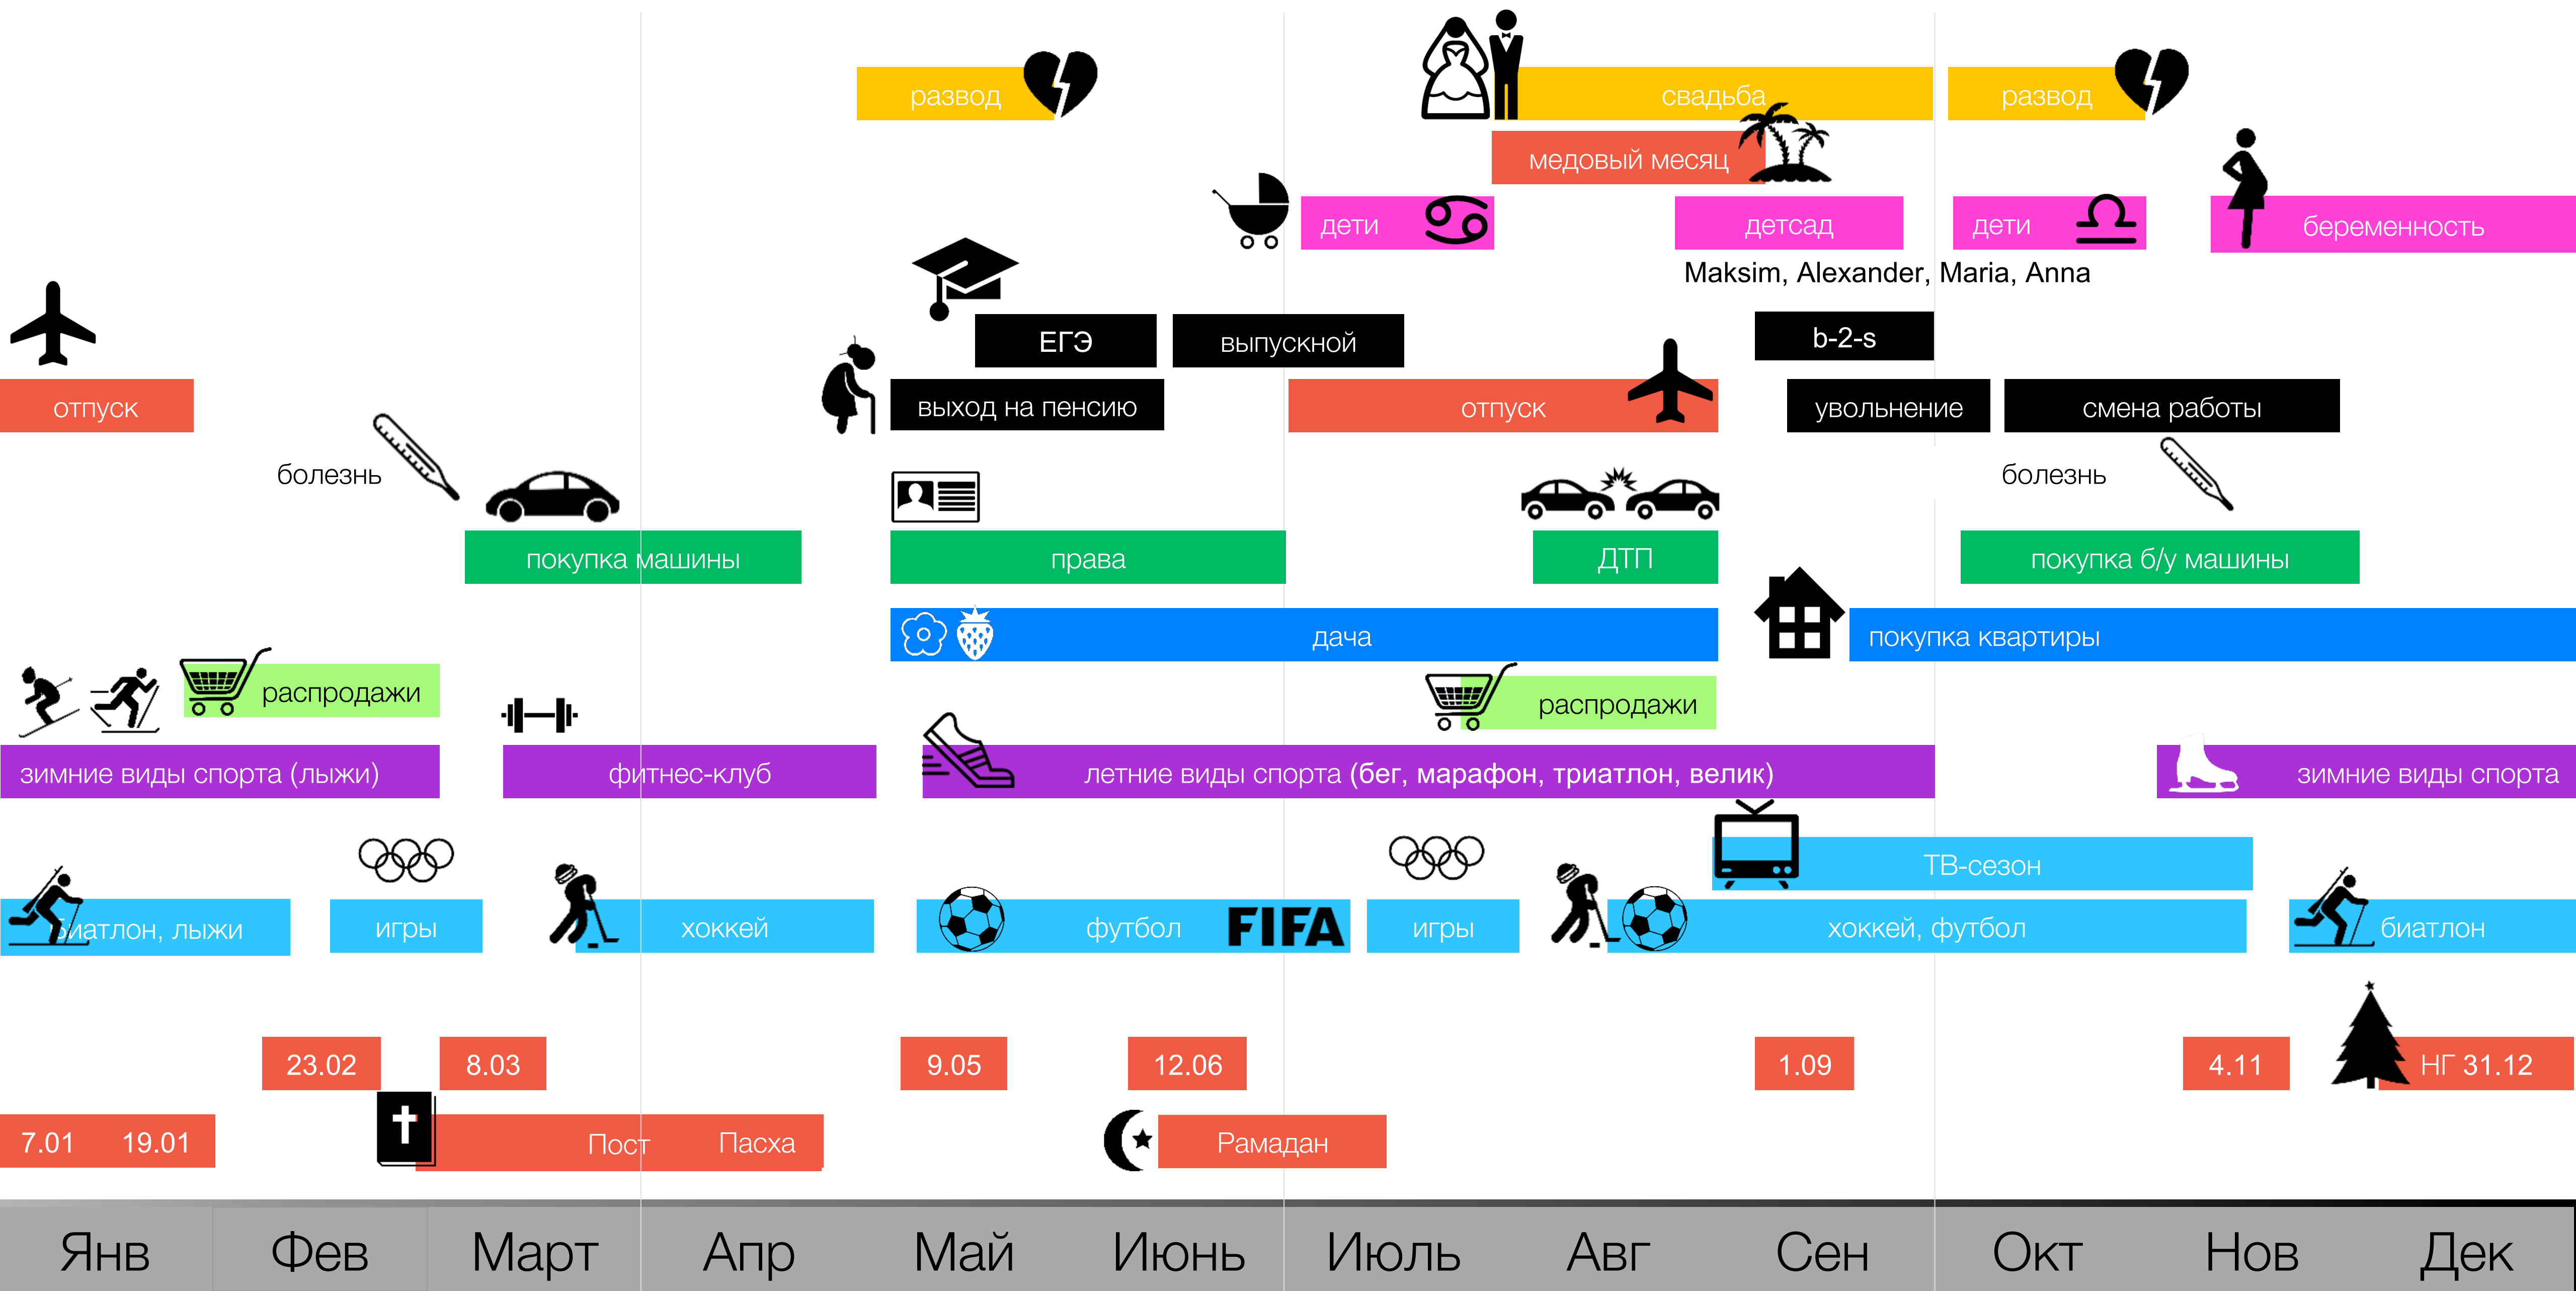 развод
свадьба
развод
медовый месяц
дети
детсад
дети
беременность
Maksim, Alexander, Maria, Anna
ЕГЭ
выпускной
b-2-s
отпуск
выход на пенсию
отпуск
увольнение
смена работы
болезнь
болезнь
покупка машины
права
ДТП
покупка б/у машины
дача
покупка квартиры
распродажи
распродажи
зимние виды спорта (лыжи)
фитнес-клуб
летние виды спорта (бег, марафон, триатлон, велик)
зимние виды спорта
ТВ-сезон
биатлон, лыжи
игры
хоккей
футбол
FIFA
игры
хоккей, футбол
биатлон
23.02
8.03
9.05
12.06
1.09
4.11
НГ 31.12
7.01
19.01
Пост
Пасха
Рамадан
Янв
Фев
Март
Апр
Май
Июнь
Июль
Авг
Сен
Окт
Нов
Дек